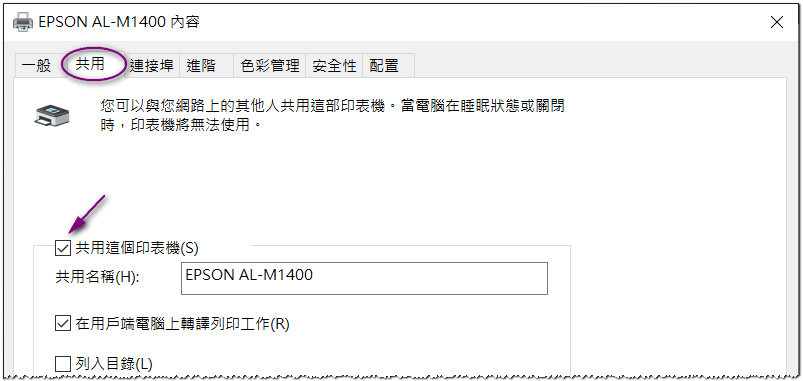 EPSON AL-M1400 內容
一般 共用 連接埠 進階 色彩管理 安全性 配置
您可以與您網路上的其他人共用這部印表機。當電腦在睡眠狀態或關閉
時，印表機將無法使用。
共用這個印表機(S)
共用名稱(H): EPSON AL-M1400
在用戶端電腦上轉譯列印工作(R)
列入目錄(L)